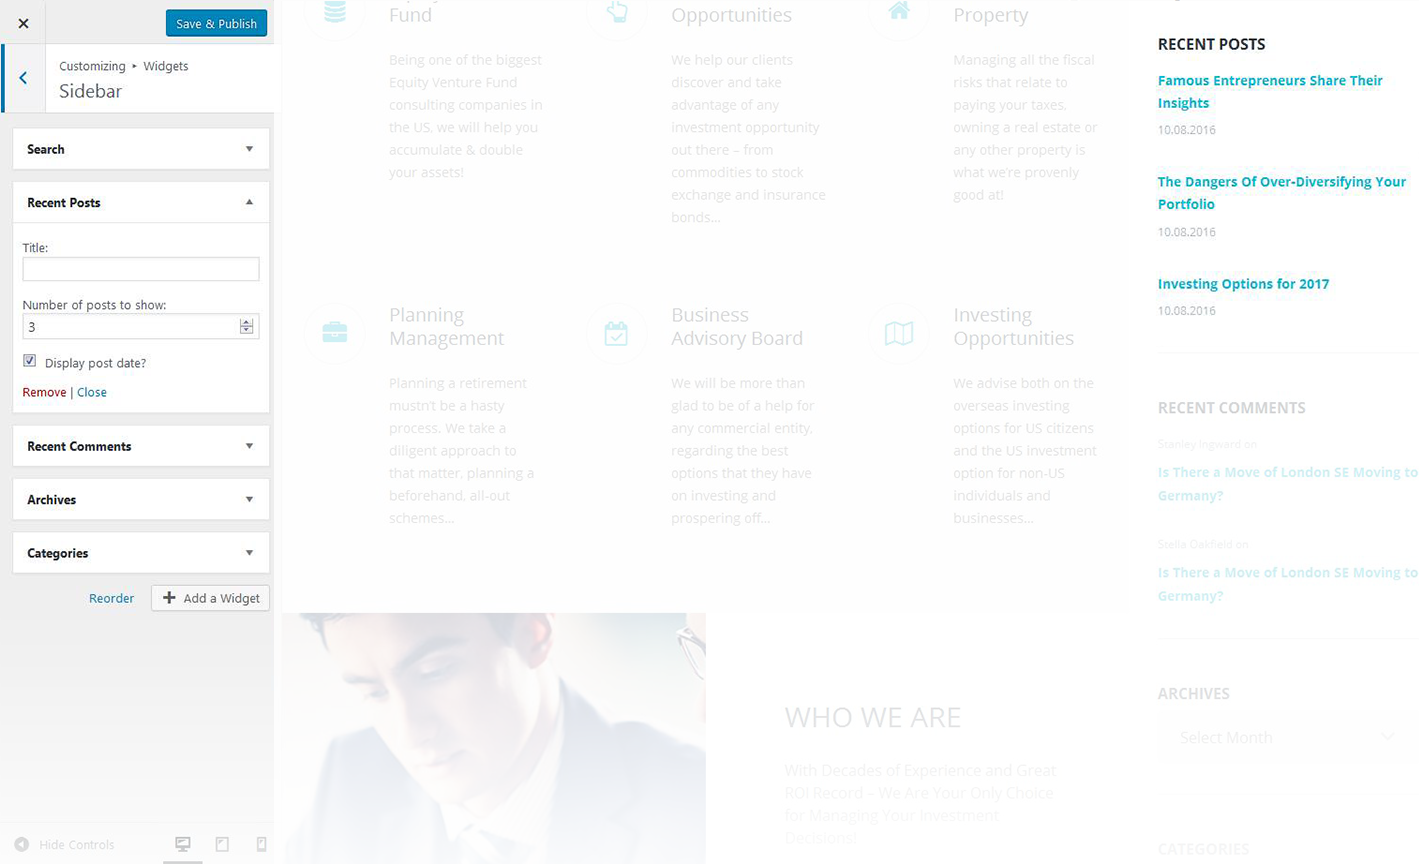 Save & Publish
Customizing ▸ Widgets
Sidebar
Search
Recent Posts
Title:
Number of posts to show:
3
Display post date?
Remove | Close
Recent Comments
Archives
Categories
Reorder
Add a Widget
Hide Controls
Fund
Being one of the biggest
Equity Venture Fund
consulting companies in
the US, we will help you
accumulate & double
your assets!
Opportunities
We help our clients
discover and take
advantage of any
investment opportunity
out there – from
commodities to stock
exchange and insurance
bonds...
Property
Managing all the fiscal
risks that relate to
paying your taxes,
owning a real estate or
any other property is
what we're provenly
good at!
Planning
Management
Planning a retirement
mustn't be a hasty
process. We take a
diligent approach to
that matter, planning a
beforehand, all-out
schemes...
Business
Advisory Board
We will be more than
glad to be of a help for
any commercial entity,
regarding the best
options that they have
on investing and
prospering off...
Investing
Opportunities
We advise both on the
overseas investing
options for US citizens
and the US investment
option for non-US
individuals and
businesses...
WHO WE ARE
With Decades of Experience and Great
ROI Record – We Are Your Only Choice
for Managing Your Investment
Decisions!
RECENT POSTS
Famous Entrepreneurs Share Their
Insights
10.08.2016
The Dangers Of Over-Diversifying Your
Portfolio
10.08.2016
Investing Options for 2017
10.08.2016
RECENT COMMENTS
Stanley Ingward on
Is There a Move of London SE Moving to
Germany?
Stella Oakfield on
Is There a Move of London SE Moving to
Germany?
ARCHIVES
Select Month
CATEGORIES